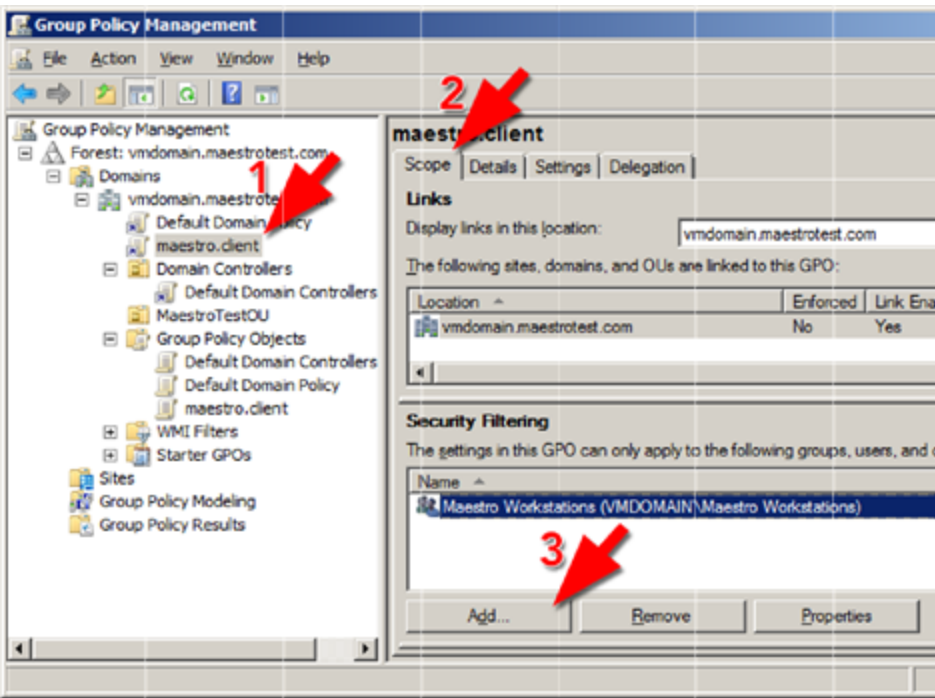 Group Policy Management
File Action View Window Help
Group Policy Management
Forest: vmdomain.maestrotest.com
Domains
Default Domain
maestro.client
Domain Controllers
Default Domain Controllers
MaestroTestOU
Group Policy Objects
Default Domain Controllers
Default Domain Policy
maestro.client
WMI Filters
Starter GPOs
Sites
Group Policy Modeling
Group Policy Results
1
2
maestro.client
Scope Details Settings Delegation
Links
Display links in this location: vmdomain.maestrotest.com
The following sites, domains, and OUs are linked to this GPO:
Location Enforced Link Ena
vmdomain.maestrotest.com No Yes
Security Filtering
The settings in this GPO can only apply to the following groups, users, and
Name
Maestro Workstations (VMDOMAIN\Maestro Workstations)
3
Add... Remove Properties